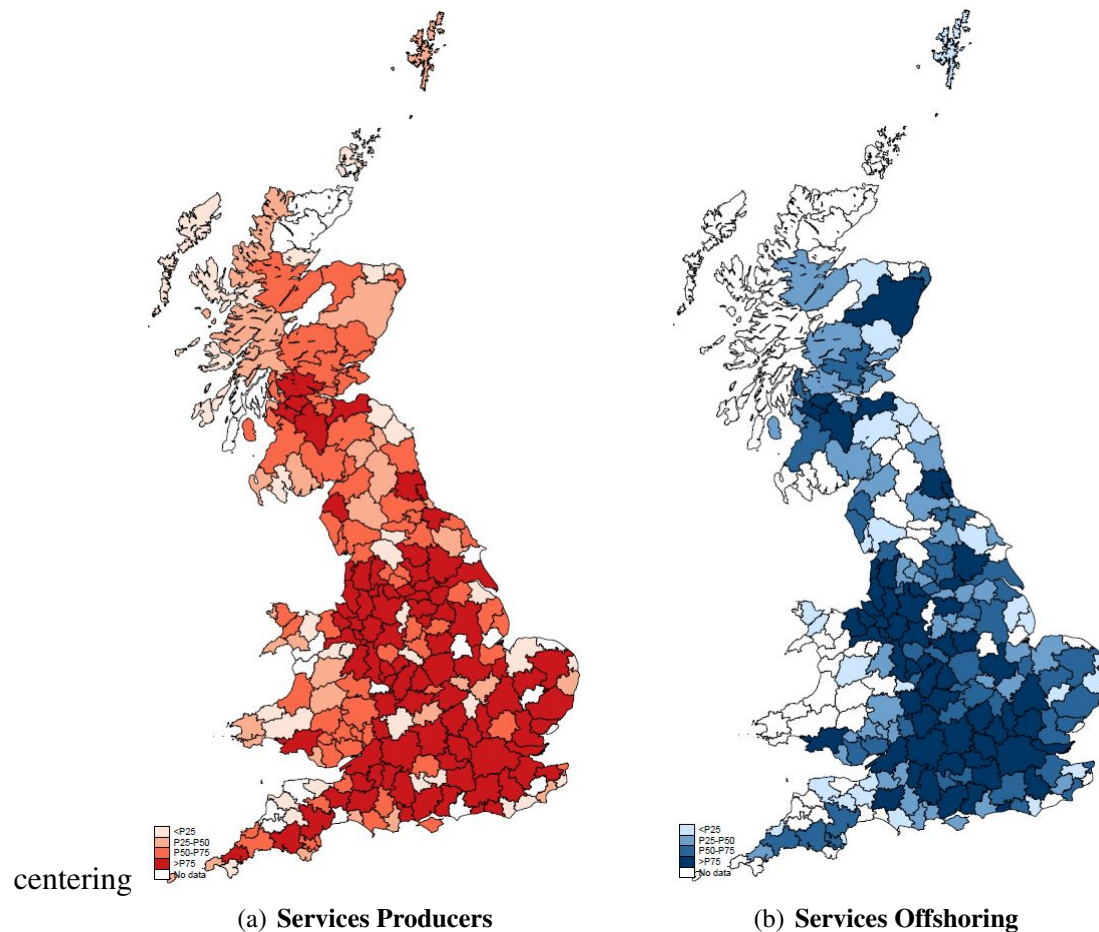 <P25
P25-P50
P50-P75
>P75
No data
<P25
P25-P50
P50-P75
>P75
No data
centering
(a) Services Producers
(b) Services Offshoring